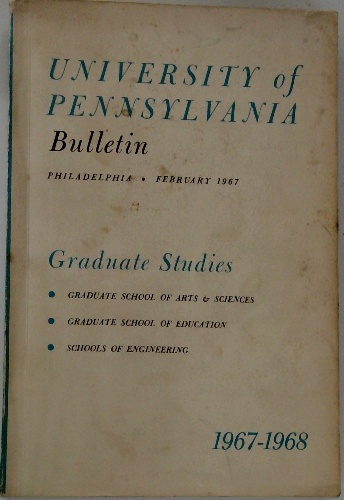 UNIVERSITY of
PENNSYLVANIA
Bulletin
PHILADELPHIA • FEBRUARY 1967
Graduate Studies
• GRADUATE SCHOOL OF ARTS & SCIENCES
• GRADUATE SCHOOL OF EDUCATION
• SCHOOLS OF ENGINEERING
1967-1968